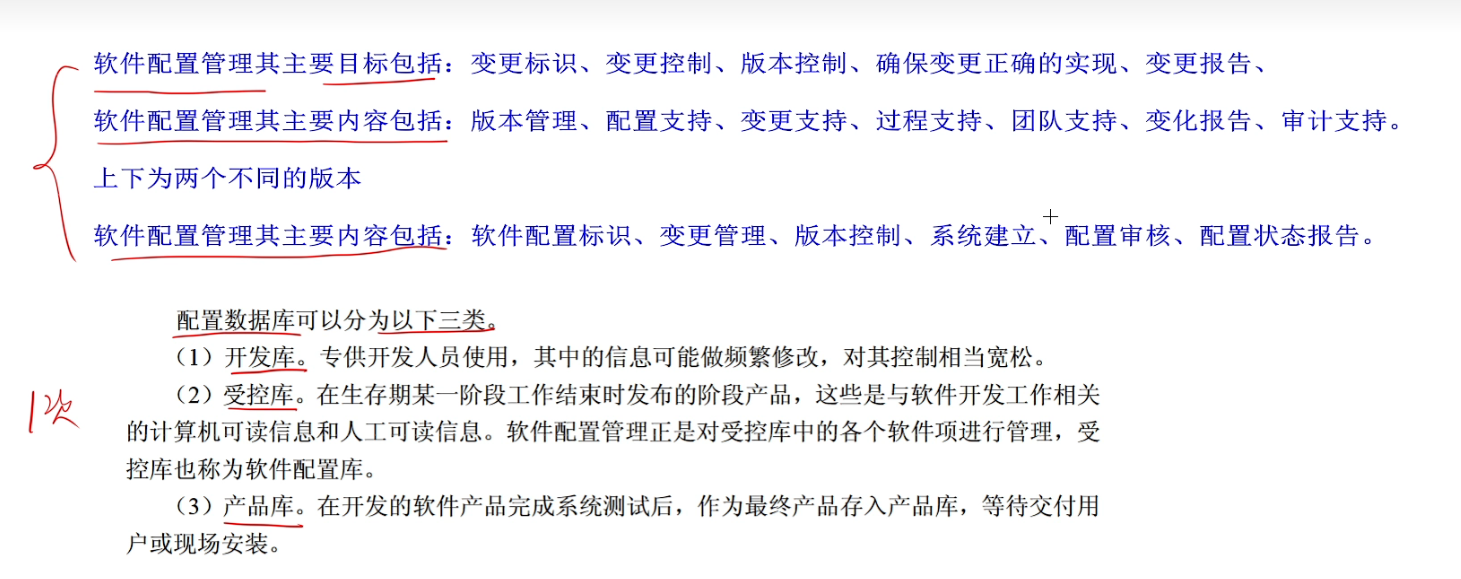 软件配置管理其主要目标包括：变更标识、变更控制、版本控制、确保变更正确的实现、变更报告、
软件配置管理其主要内容包括：版本管理、配置支持、变更支持、过程支持、团队支持、变化报告、审计支持。
上下为两个不同的版本
软件配置管理其主要内容包括：软件配置标识、变更管理、版本控制、系统建立、配置审核、配置状态报告。
配置数据库可以分为以下三类。
（1）开发库。专供开发人员使用，其中的信息可能做频繁修改，对其控制相当宽松。
（2）受控库。在生存期某一阶段工作结束时发布的阶段产品，这些是与软件开发工作相关
1次
的计算机可读信息和人工可读信息。软件配置管理正是对受控库中的各个软件项进行管理，受
控库也称为软件配置库。
（3）产品库。在开发的软件产品完成系统测试后，作为最终产品存入产品库，等待交付用
户或现场安装。